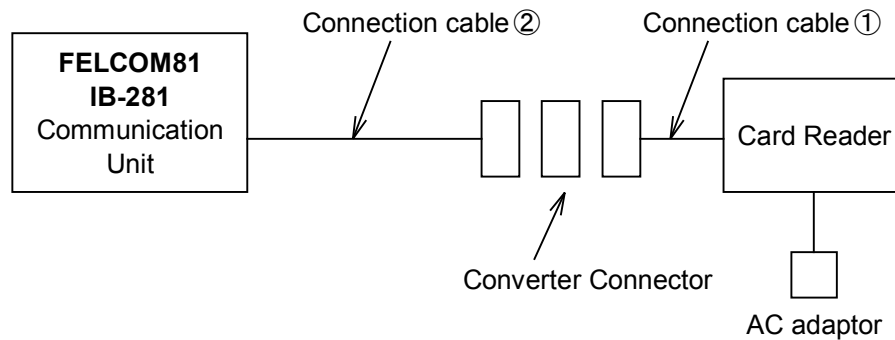 Connection cable②
Connection cable①
FELCOM81
IB-281
Communication
Unit
Card Reader
Converter Connector
AC adaptor